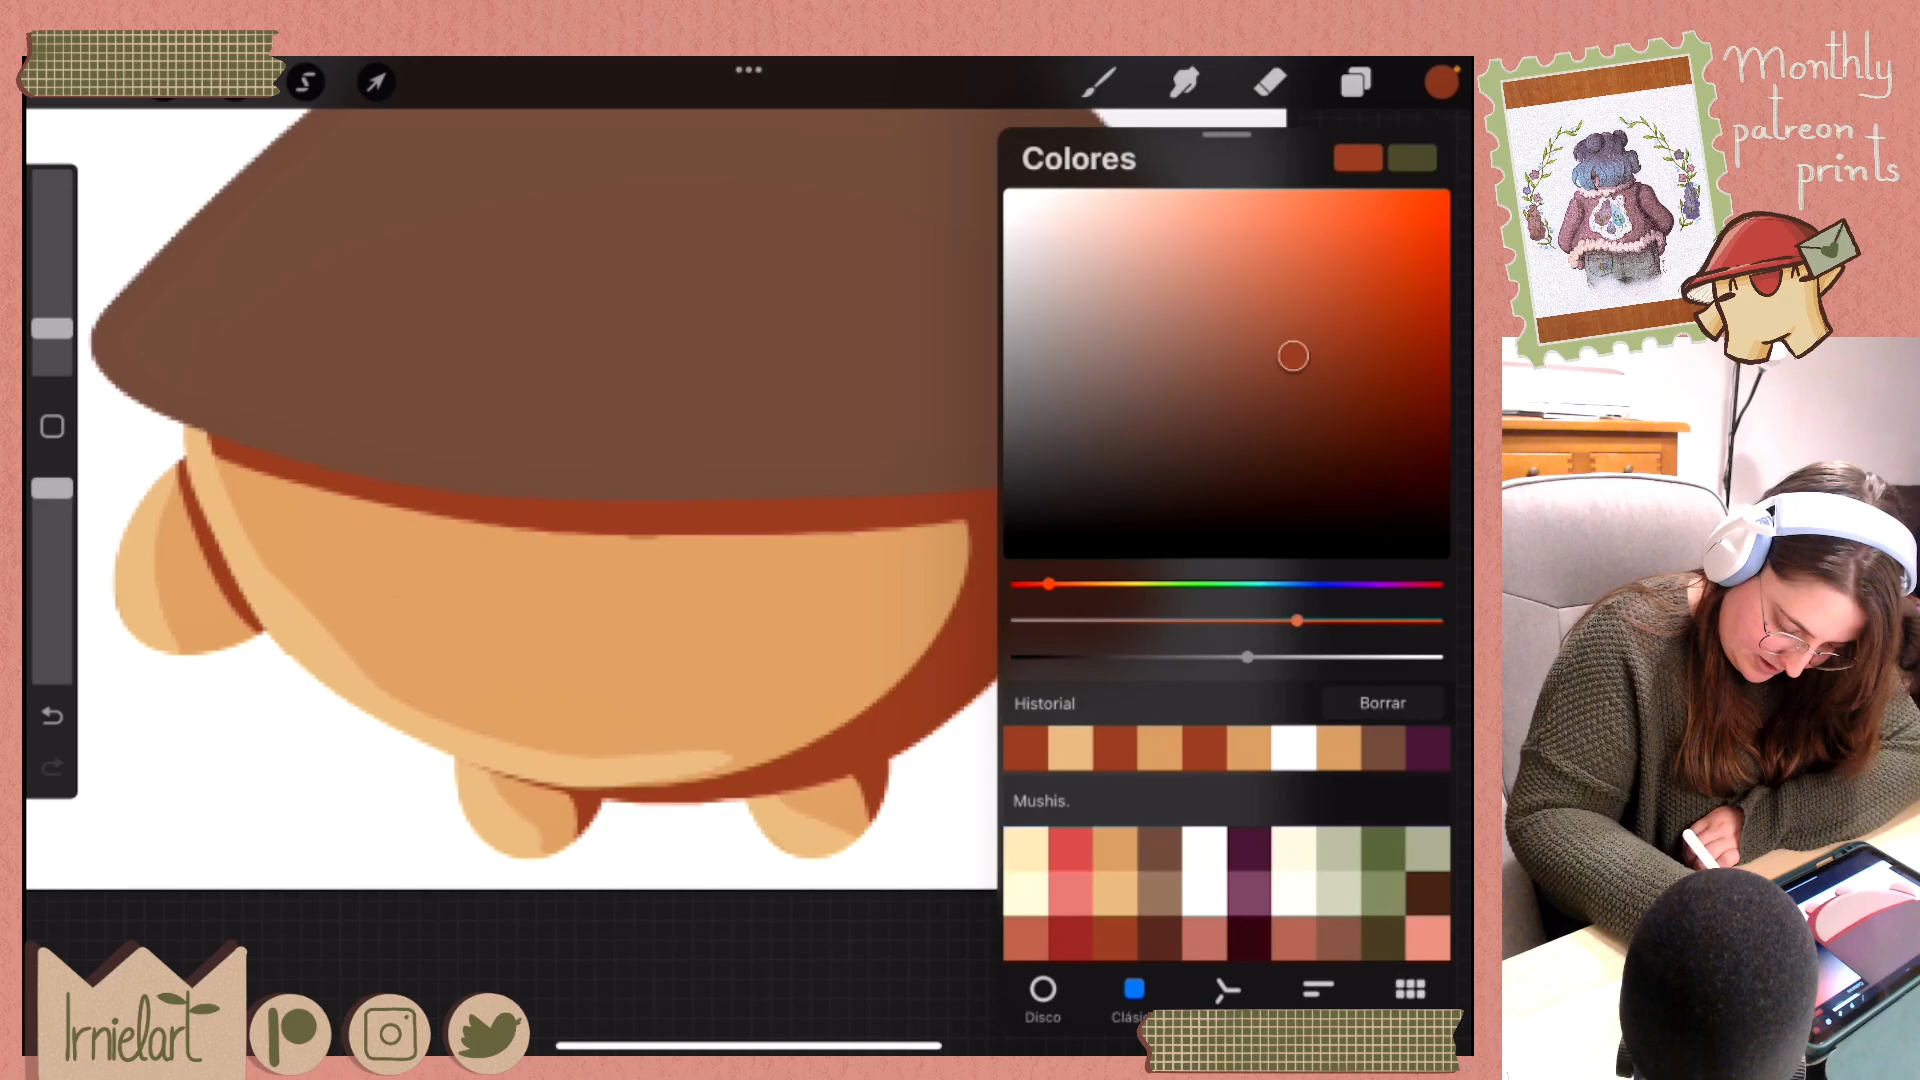 Monthly
patreon
prints
Colores
Historial
Borrar
Mushis.
Disco
Irnielart